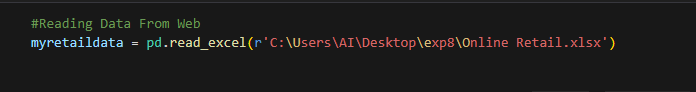 #Reading Data From Web
myretaildata = pd.read_excel(r'C:\Users\AI\Desktop\exp8\Online Retail.xlsx')